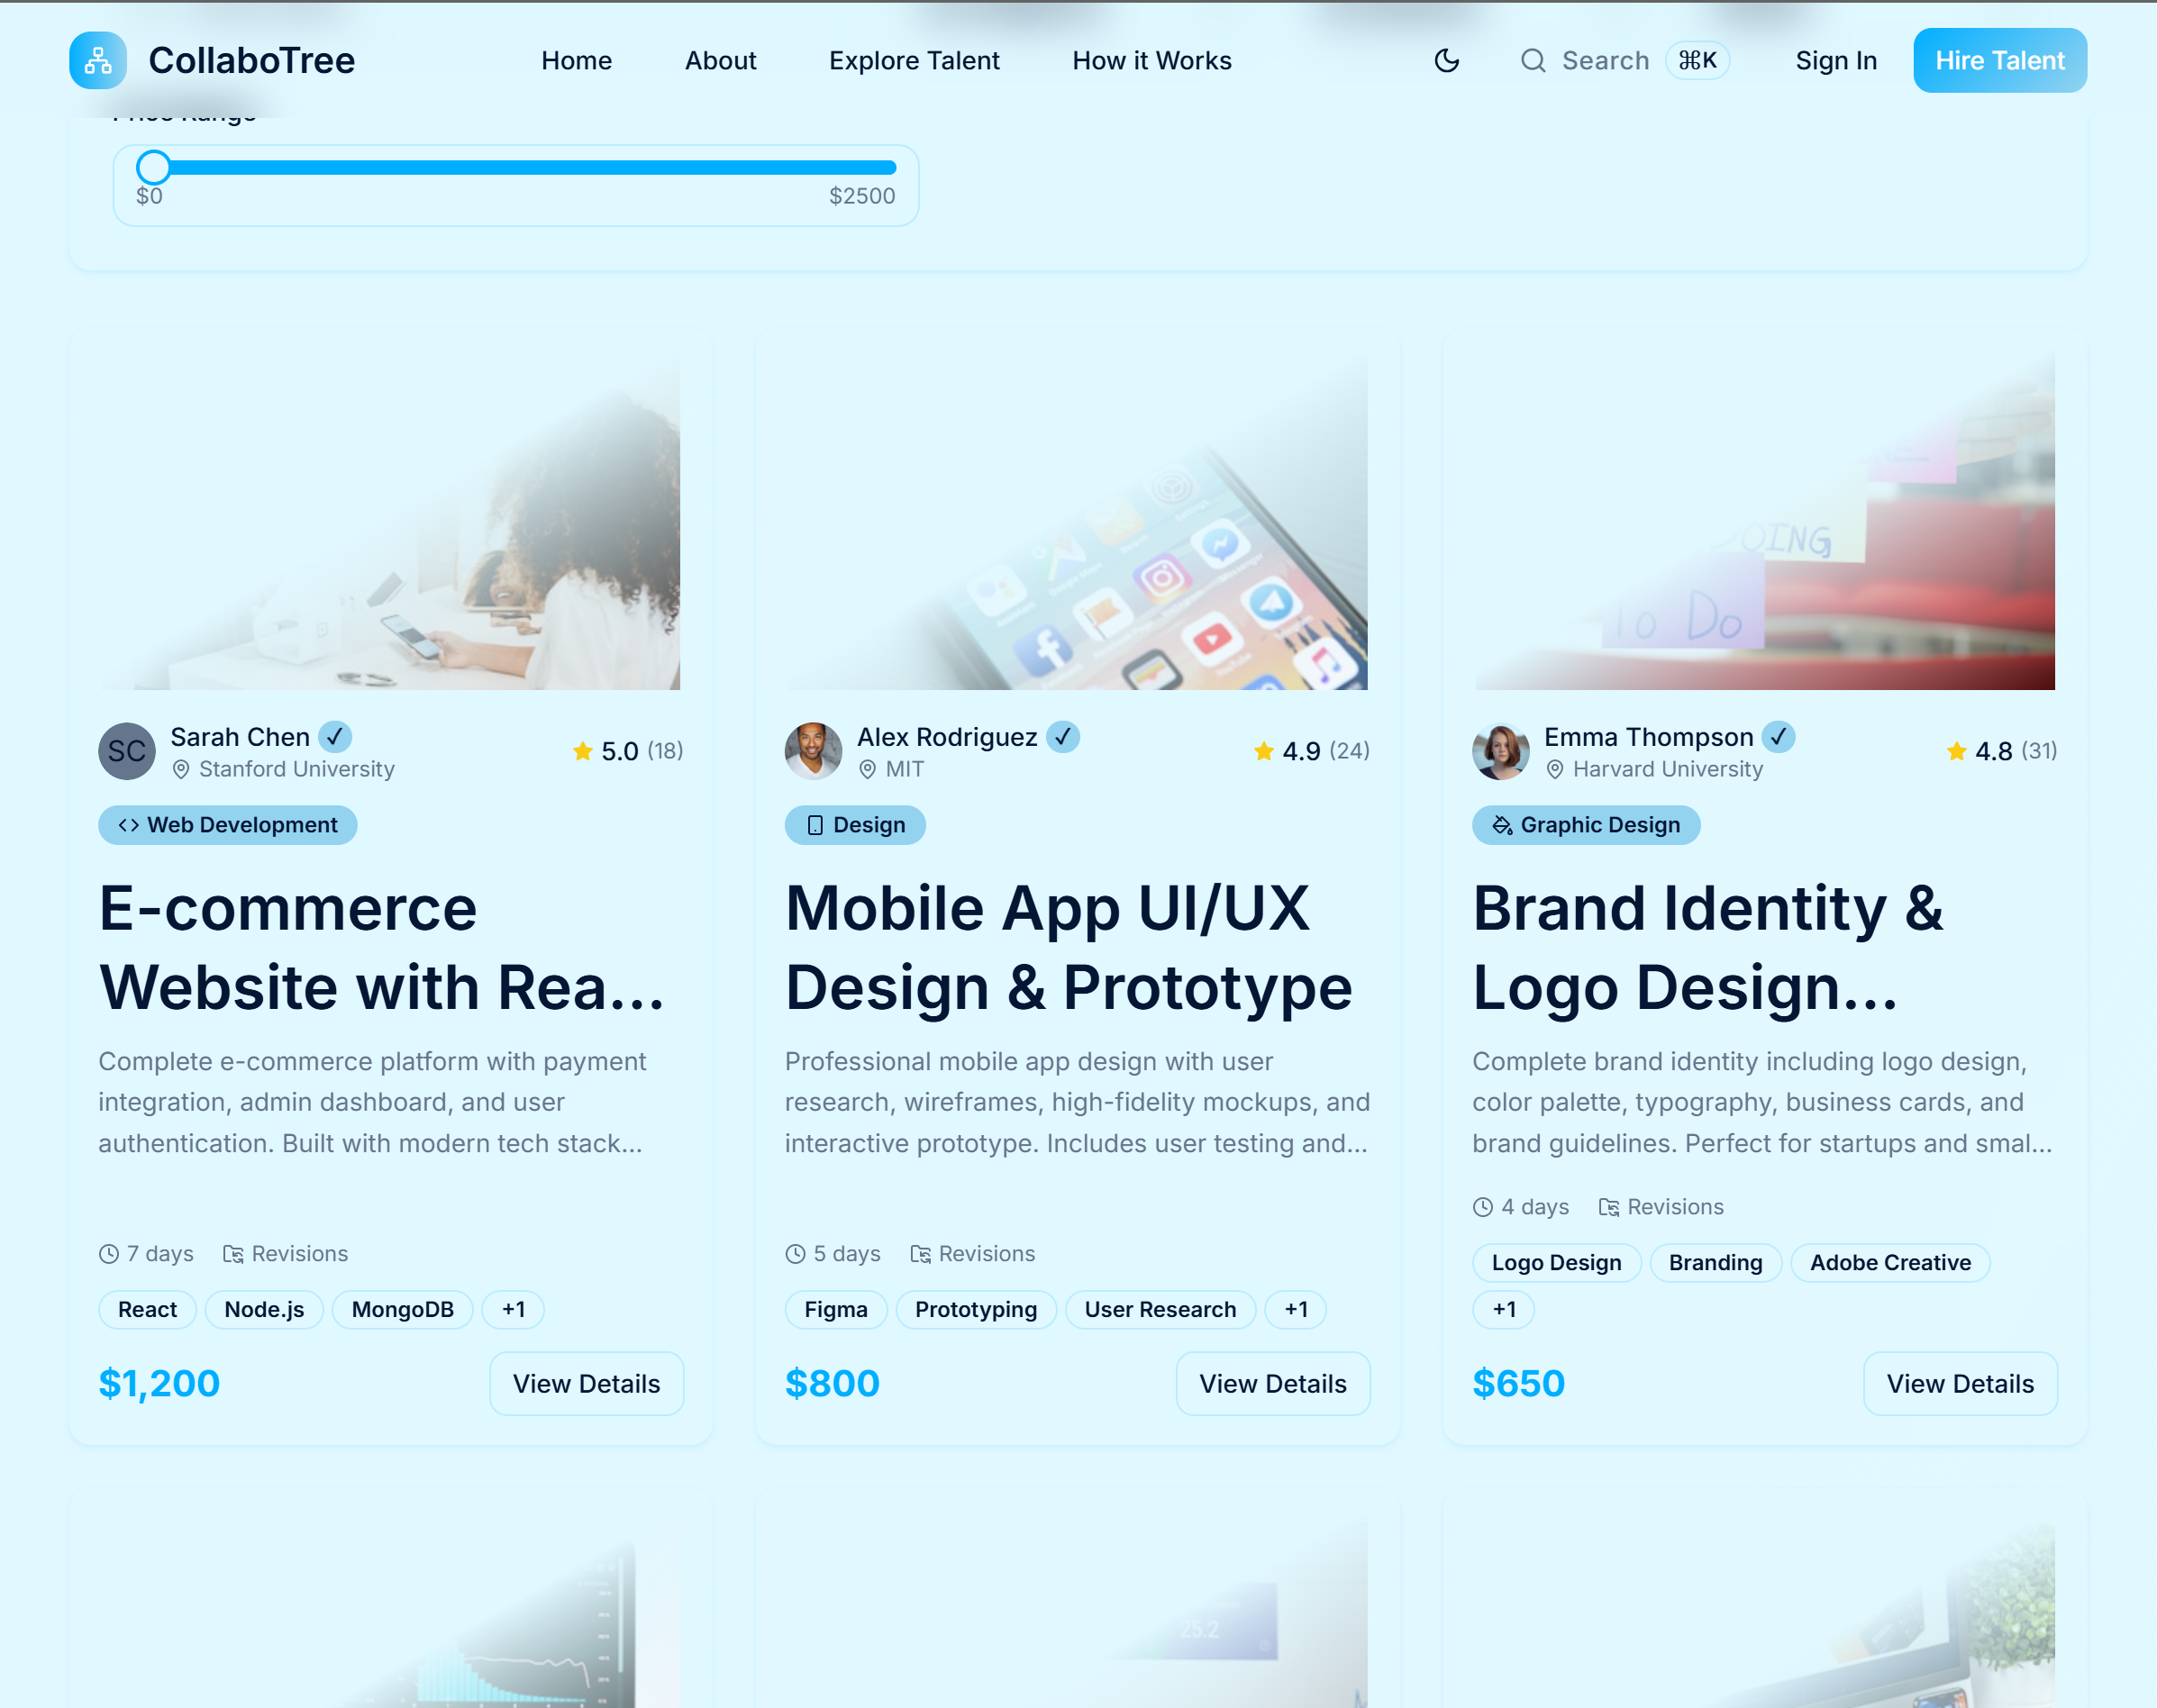 CollaboTree
Home About Explore Talent How it Works
Search ⌘K
Sign In
Hire Talent
Price Range
$0 $2500
DOING
To Do
SC
Sarah Chen ✓
Stanford University
5.0 (18)
Web Development
E-commerce
Website with Rea...
Complete e-commerce platform with payment
integration, admin dashboard, and user
authentication. Built with modern tech stack...
7 days Revisions
React Node.js MongoDB +1
$1,200 View Details
Alex Rodriguez ✓
MIT
4.9 (24)
Design
Mobile App UI/UX
Design & Prototype
Professional mobile app design with user
research, wireframes, high-fidelity mockups, and
interactive prototype. Includes user testing and...
5 days Revisions
Figma Prototyping User Research +1
$800 View Details
Emma Thompson ✓
Harvard University
4.8 (31)
Graphic Design
Brand Identity &
Logo Design...
Complete brand identity including logo design,
color palette, typography, business cards, and
brand guidelines. Perfect for startups and smal...
4 days Revisions
Logo Design Branding Adobe Creative
+1
$650 View Details
25.2